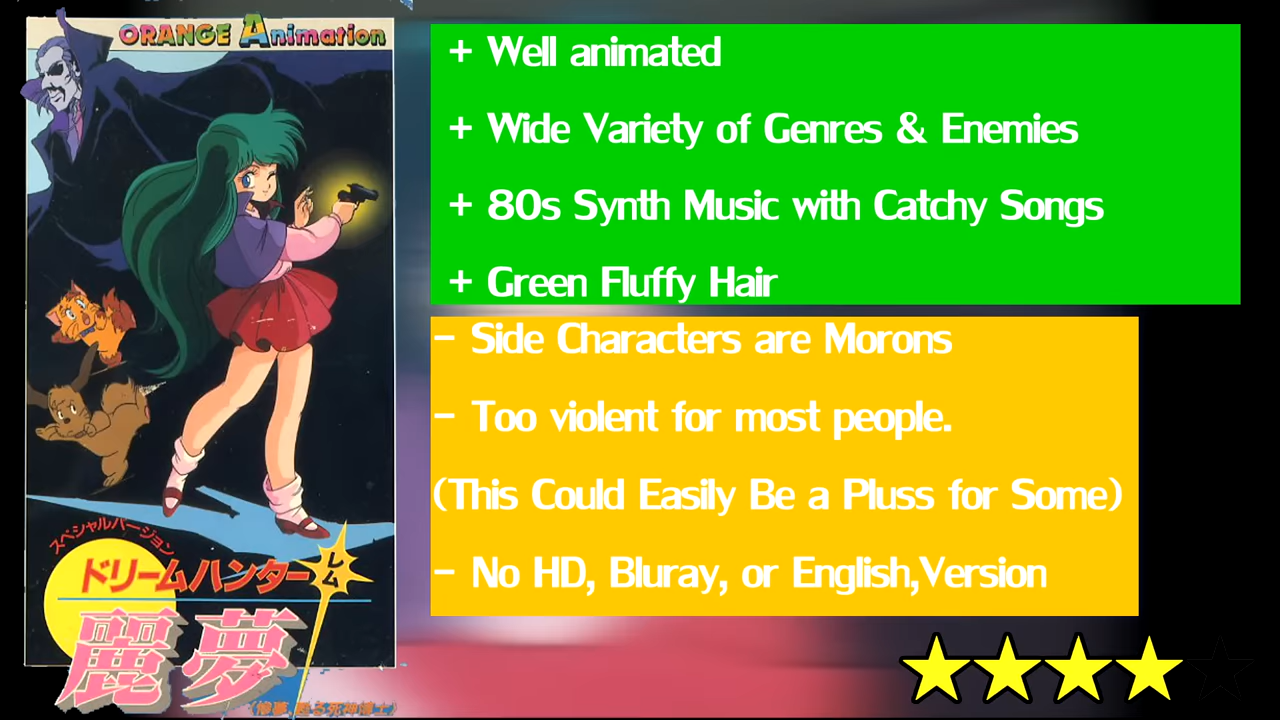 ORANGE Animation
スペシャルバージョン
ドリームハンター
レム
麗夢
+ Well animated
+ Wide Variety of Genres & Enemies
+ 80s Synth Music with Catchy Songs
+ Green Fluffy Hair
- Side Characters are Morons
- Too violent for most people.
(This Could Easily Be a Pluss for Some)
- No HD, Bluray, or English,Version